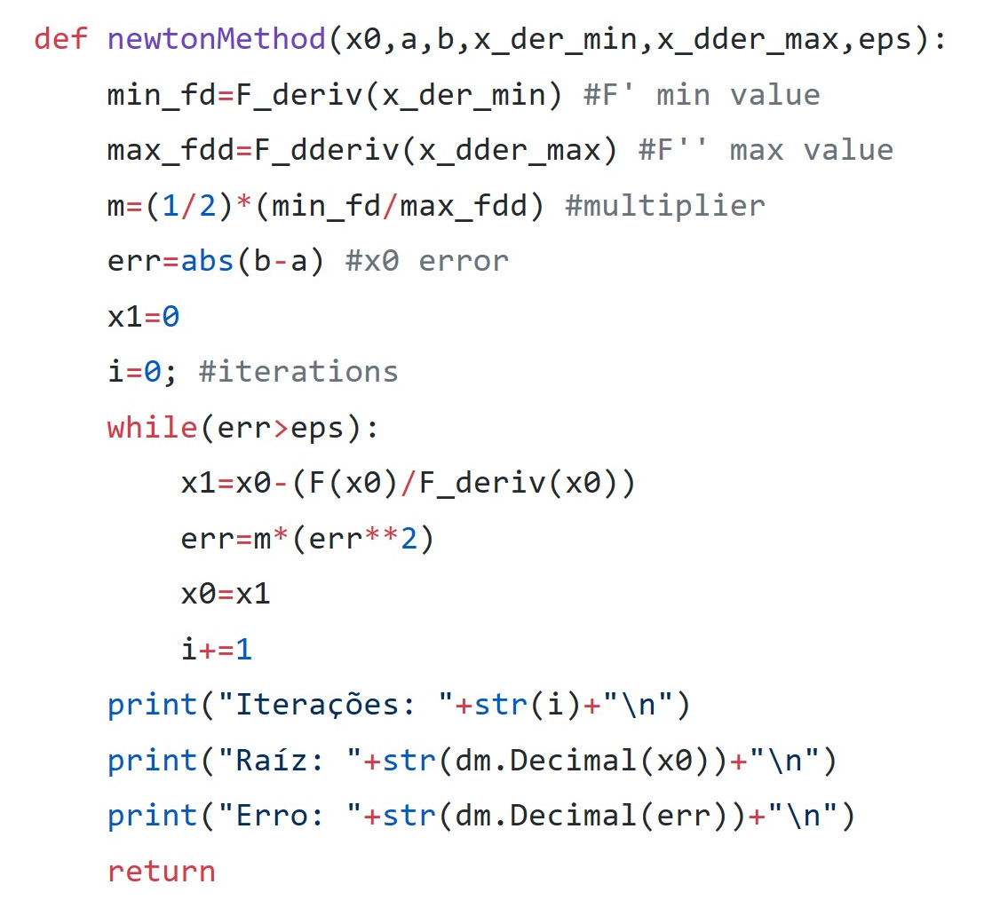 def newtonMethod(x0,a,b,x_der_min,x_dder_max,eps):
    min_fd=F_deriv(x_der_min) #F' min value
    max_fdd=F_dderiv(x_dder_max) #F'' max value
    m=(1/2)*(min_fd/max_fdd) #multiplier
    err=abs(b-a) #x0 error
    x1=0
    i=0; #iterations
    while(err>eps):
        x1=x0-(F(x0)/F_deriv(x0))
        err=m*(err**2)
        x0=x1
        i+=1
    print("Iterações: "+str(i)+"\n")
    print("Raíz: "+str(dm.Decimal(x0))+"\n")
    print("Erro: "+str(dm.Decimal(err))+"\n")
    return